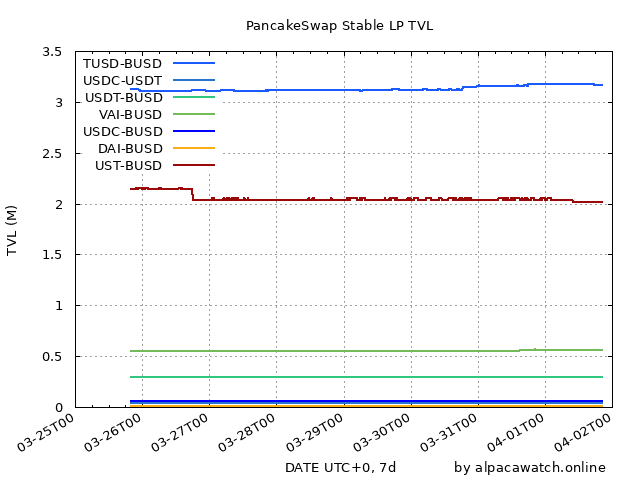 PancakeSwap Stable LP TVL
3.5
3
2.5
2
1.5
1
0.5
0
TVL (M)
TUSD-BUSD
USDC-USDT
USDT-BUSD
VAI-BUSD
USDC-BUSD
DAI-BUSD
UST-BUSD
03-25T00
03-26T00
03-27T00
03-28T00
03-29T00
03-30T00
03-31T00
04-01T00
04-02T00
DATE UTC+0, 7d
by alpacawatch.online